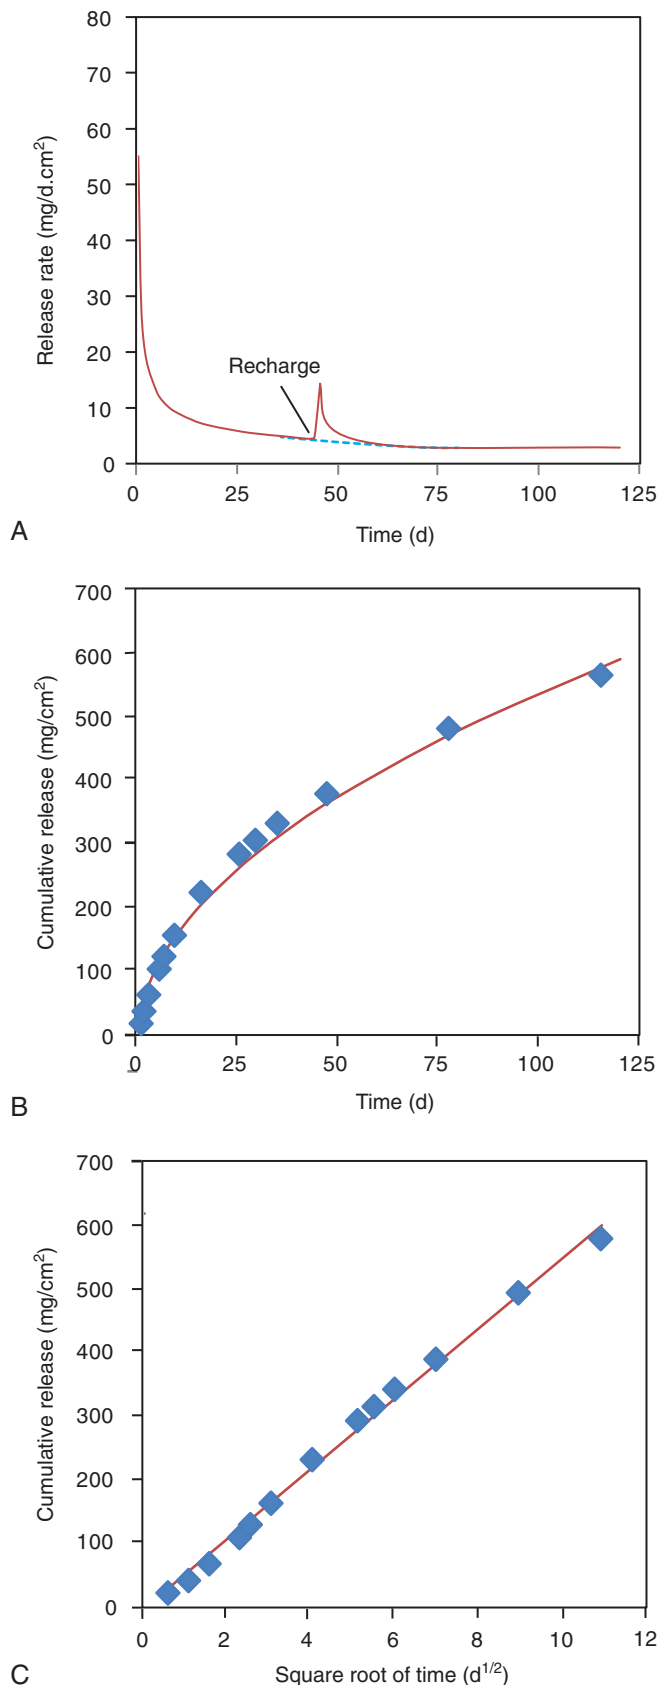 80
70
60
50
40
30
20
10
0
Release rate (mg/d.cm²)
Recharge
0 25 50 75 100 125
Time (d)
A
700
600
500
400
300
200
100
0
Cumulative release (mg/cm²)
0 25 50 75 100 125
Time (d)
B
700
600
500
400
300
200
100
0
Cumulative release (mg/cm²)
0 2 4 6 8 10 12
Square root of time (d^1/2)
C